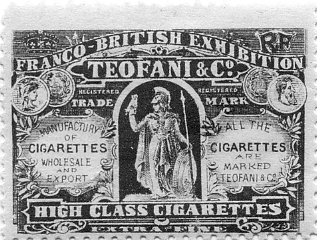 FRANCO-BRITISH EXHIBITION
RF
TEOFANI & Co.
REGISTERED REGISTERED
TRADE MARK
MANUFACTORY
OF
CIGARETTES
WHOLESALE
AND
EXPORT
ALL THE
CIGARETTES
ARE
MARKED
TEOFANI & Co.
HIGH CLASS CIGARETTES
EXTRA FINE